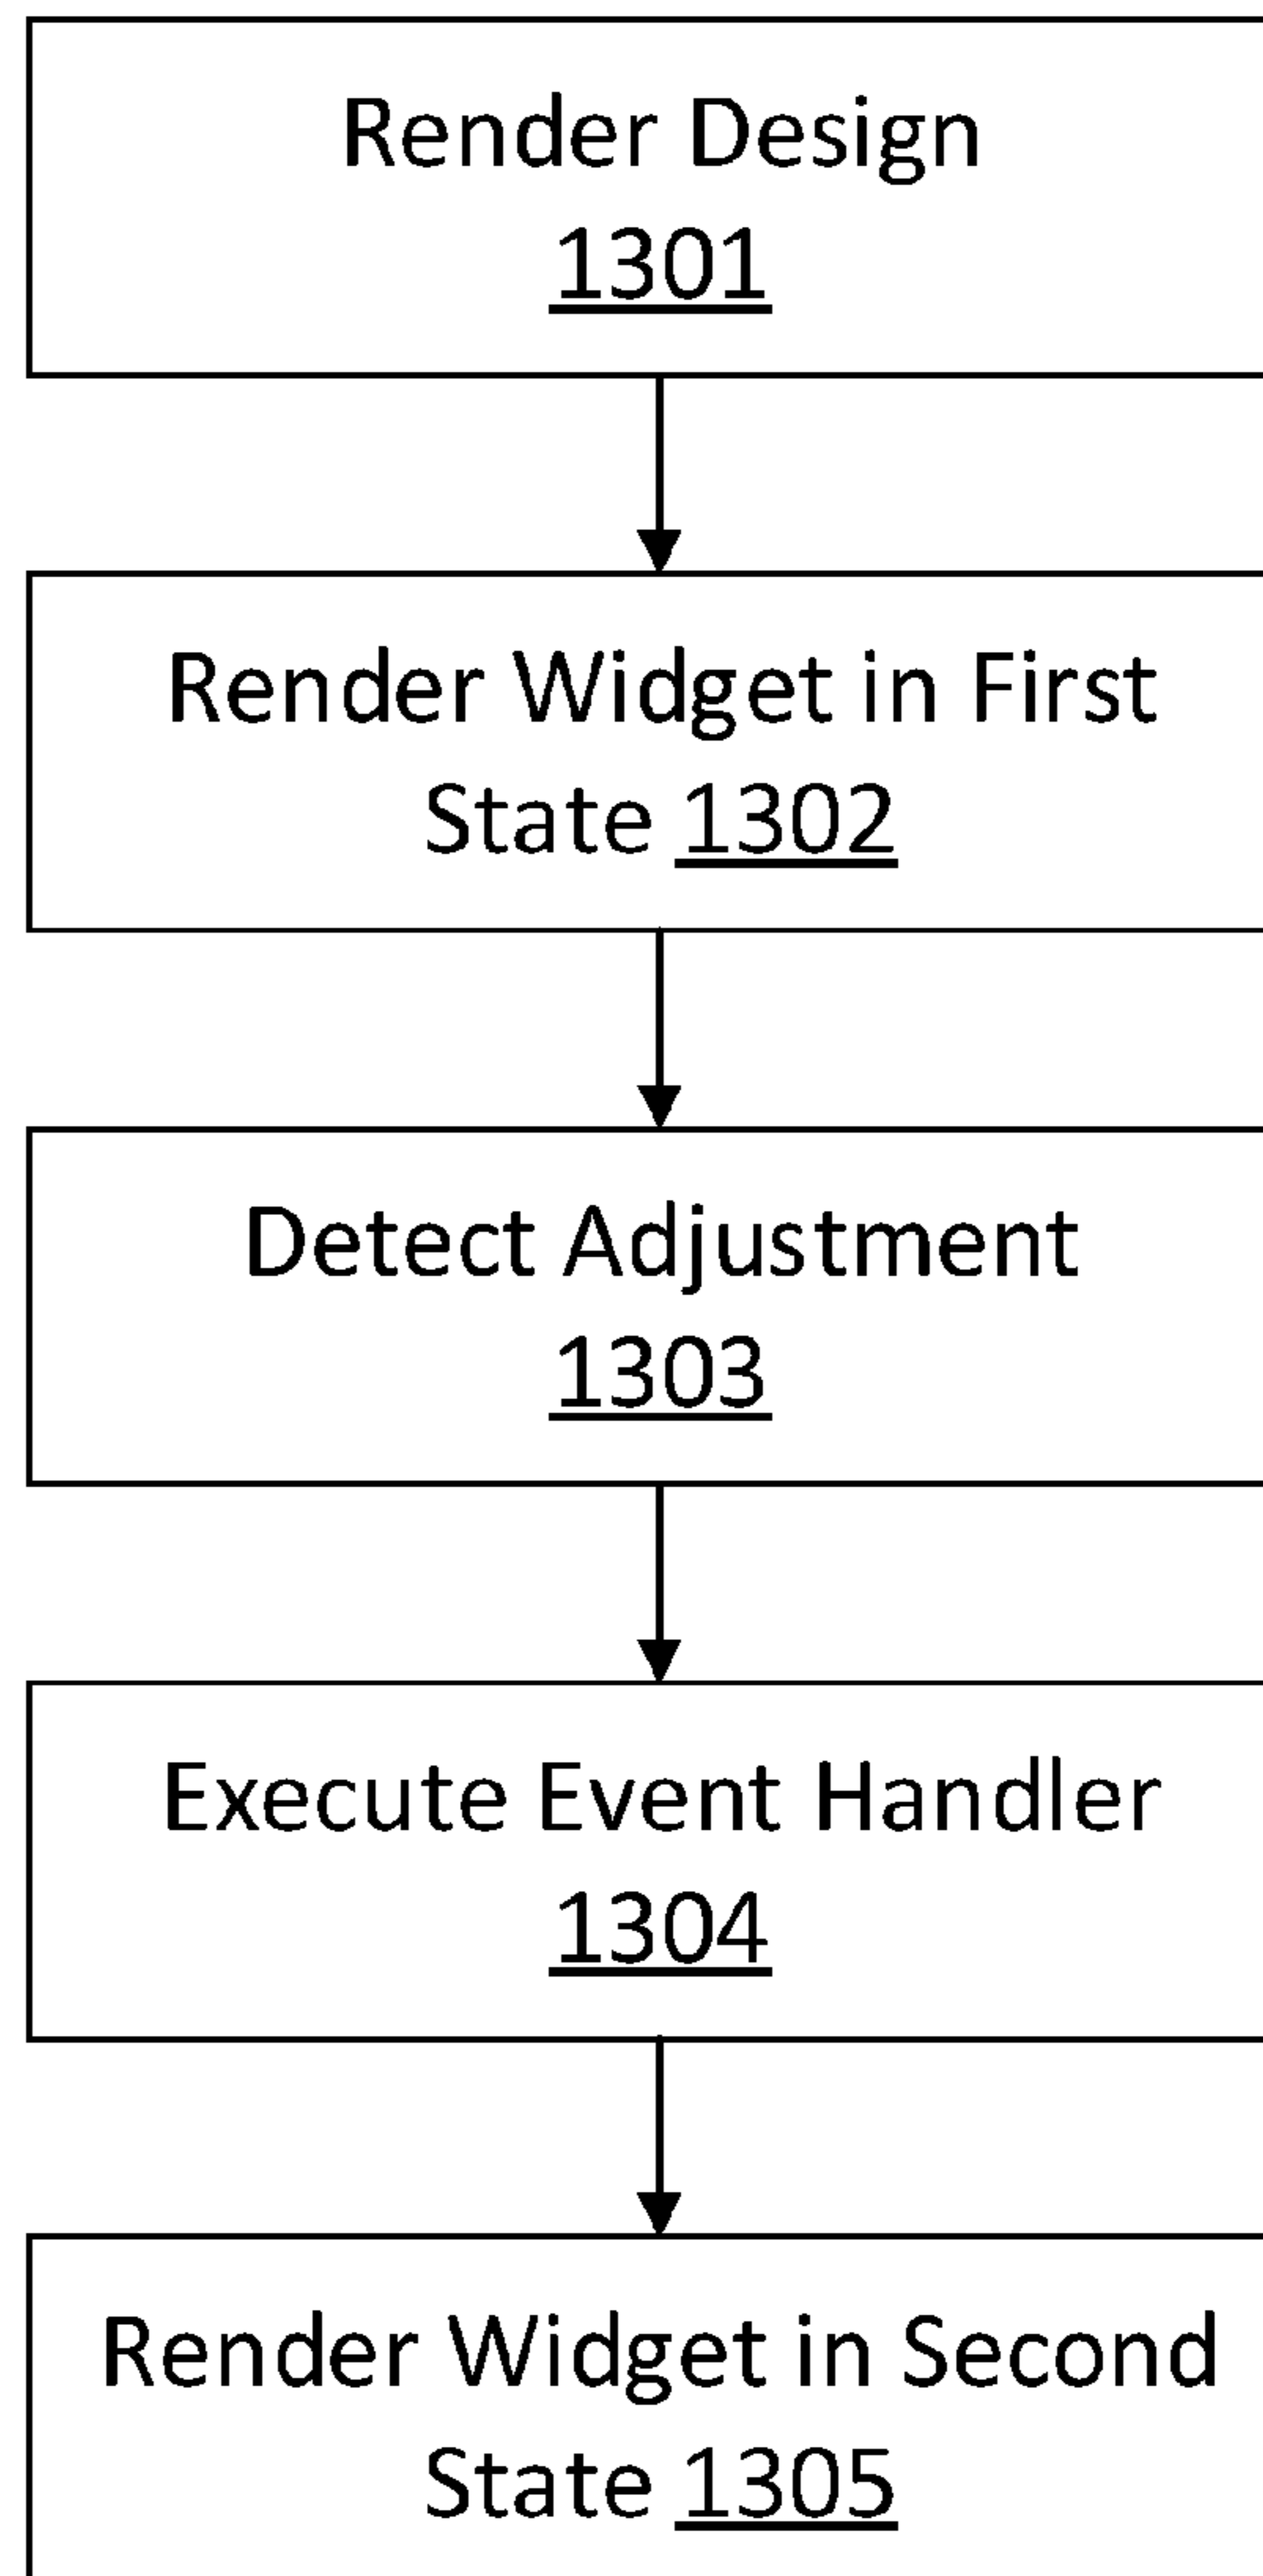 Render Design
1301
Render Widget in First
State 1302
Detect Adjustment
1303
Execute Event Handler
1304
Render Widget in Second
State 1305